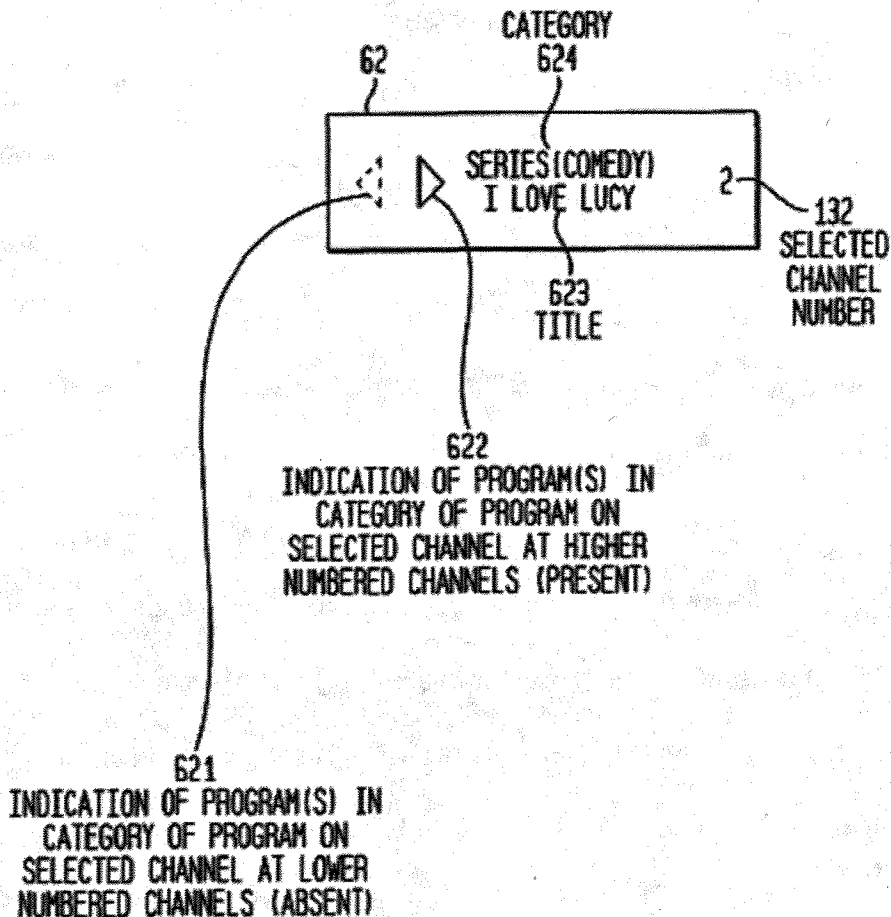 CATEGORY
624
62
SERIES(COMEDY)
I LOVE LUCY
2
132
SELECTED
CHANNEL
NUMBER
623
TITLE
622
INDICATION OF PROGRAM(S) IN
CATEGORY OF PROGRAM ON
SELECTED CHANNEL AT HIGHER
NUMBERED CHANNELS (PRESENT)
621
INDICATION OF PROGRAM(S) IN
CATEGORY OF PROGRAM ON
SELECTED CHANNEL AT LOWER
NUMBERED CHANNELS (ABSENT)